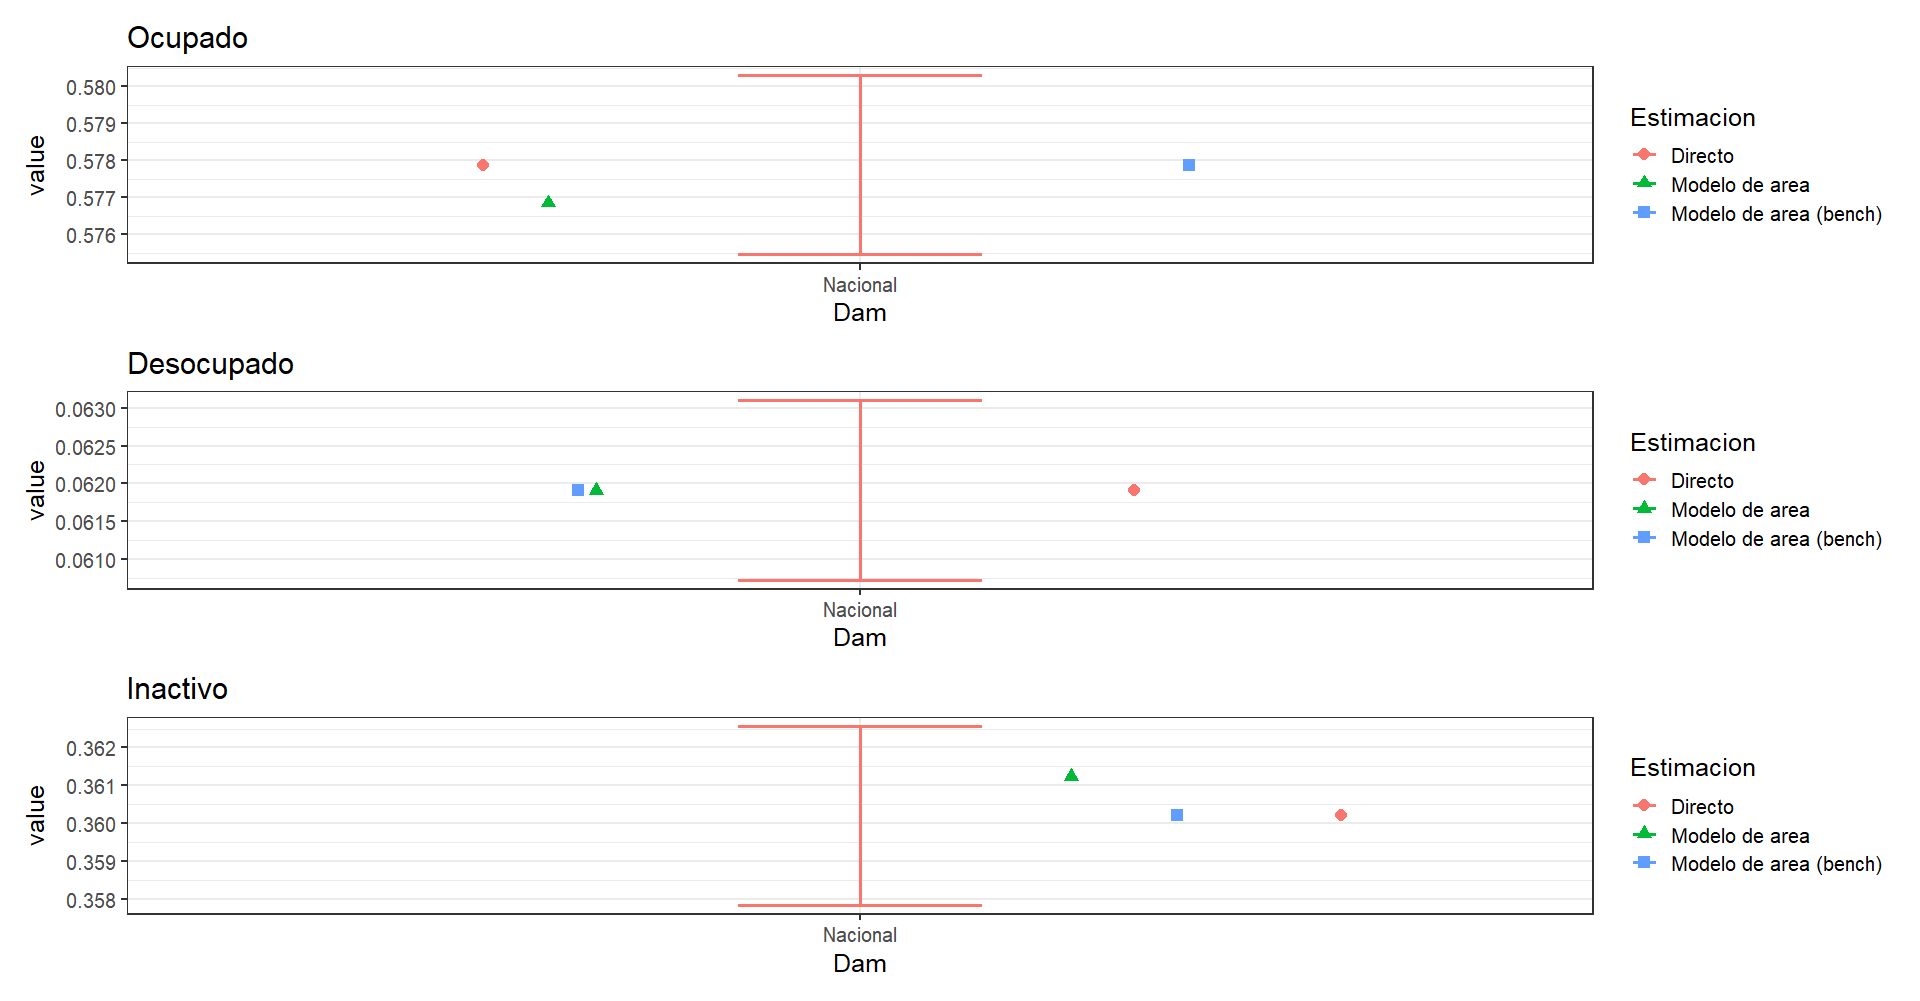 Ocupado
0.580
0.579
0.578
0.577
0.576
value
Nacional
Dam
Estimacion
Directo
Modelo de area
Modelo de area (bench)
Desocupado
0.0630
0.0625
0.0620
0.0615
0.0610
value
Nacional
Dam
Estimacion
Directo
Modelo de area
Modelo de area (bench)
Inactivo
0.362
0.361
0.360
0.359
0.358
value
Nacional
Dam
Estimacion
Directo
Modelo de area
Modelo de area (bench)